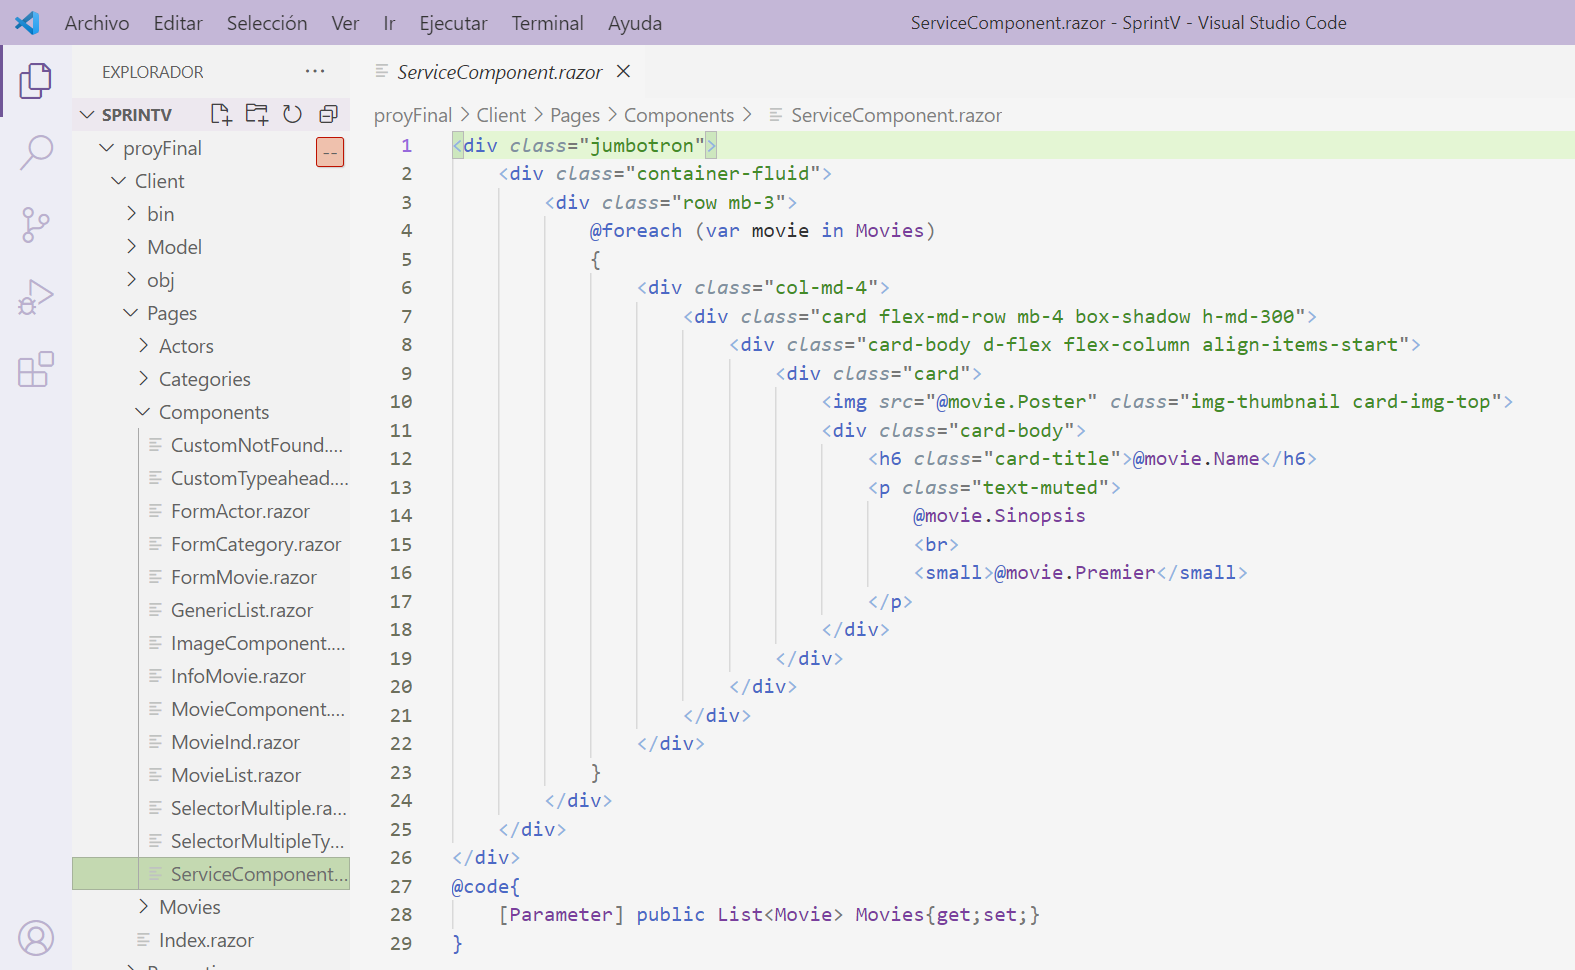 Archivo Editar Selección Ver Ir Ejecutar Terminal Ayuda ServiceComponent.razor - SprintV - Visual Studio Code
EXPLORADOR ···
SPRINTV
proyFinal --
Client
bin
Model
obj
Pages
Actors
Categories
Components
CustomNotFound....
CustomTypeahead....
FormActor.razor
FormCategory.razor
FormMovie.razor
GenericList.razor
ImageComponent....
InfoMovie.razor
MovieComponent....
MovieInd.razor
MovieList.razor
SelectorMultiple.ra...
SelectorMultipleTy...
ServiceComponent...
Movies
Index.razor
ServiceComponent.razor
proyFinal > Client > Pages > Components > ServiceComponent.razor
1 <div class="jumbotron">
2 <div class="container-fluid">
3 <div class="row mb-3">
4 @foreach (var movie in Movies)
5 {
6 <div class="col-md-4">
7 <div class="card flex-md-row mb-4 box-shadow h-md-300">
8 <div class="card-body d-flex flex-column align-items-start">
9 <div class="card">
10 <img src="@movie.Poster" class="img-thumbnail card-img-top">
11 <div class="card-body">
12 <h6 class="card-title">@movie.Name</h6>
13 <p class="text-muted">
14 @movie.Sinopsis
15 <br>
16 <small>@movie.Premier</small>
17 </p>
18 </div>
19 </div>
20 </div>
21 </div>
22 </div>
23 }
24 </div>
25 </div>
26 </div>
27 @code{
28 [Parameter] public List<Movie> Movies{get;set;}
29 }